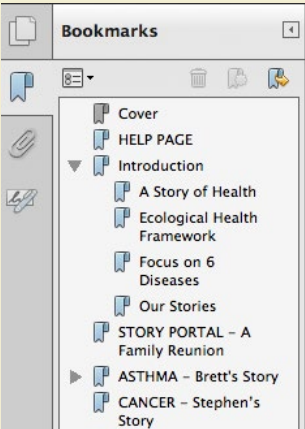 Bookmarks
Cover
HELP PAGE
Introduction
A Story of Health
Ecological Health
Framework
Focus on 6
Diseases
Our Stories
STORY PORTAL – A
Family Reunion
ASTHMA – Brett's Story
CANCER – Stephen's
Story